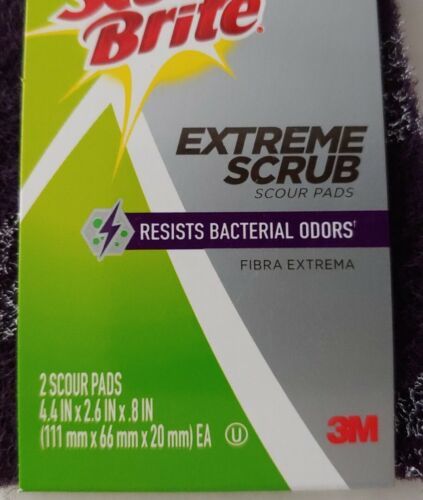 Brite
EXTREME
SCRUB
SCOUR PADS
RESISTS BACTERIAL ODORS†
FIBRA EXTREMA
2 SCOUR PADS
4.4 IN x 2.6 IN x .8 IN
(111 mm x 66 mm x 20 mm) EA U
3M